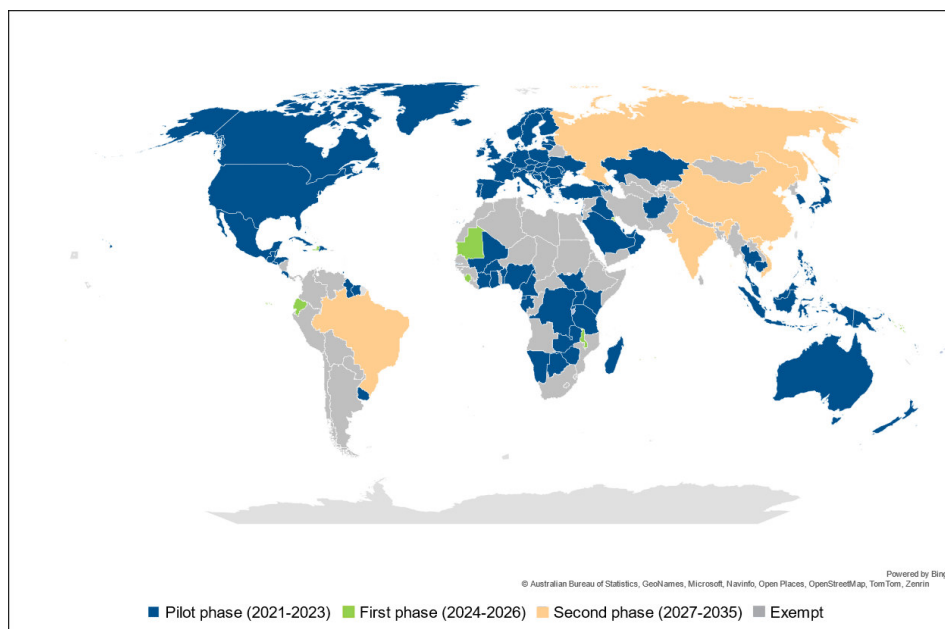 Powered by Bing
© Australian Bureau of Statistics, GeoNames, Microsoft, Navinfo, Open Places, OpenStreetMap, TomTom, Zenrin
Pilot phase (2021-2023) First phase (2024-2026) Second phase (2027-2035) Exempt